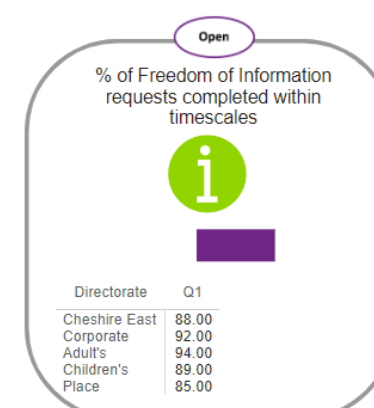 Open
% of Freedom of Information
requests completed within
timescales
i
Directorate Q1
Cheshire East 88.00
Corporate 92.00
Adult's 94.00
Children's 89.00
Place 85.00